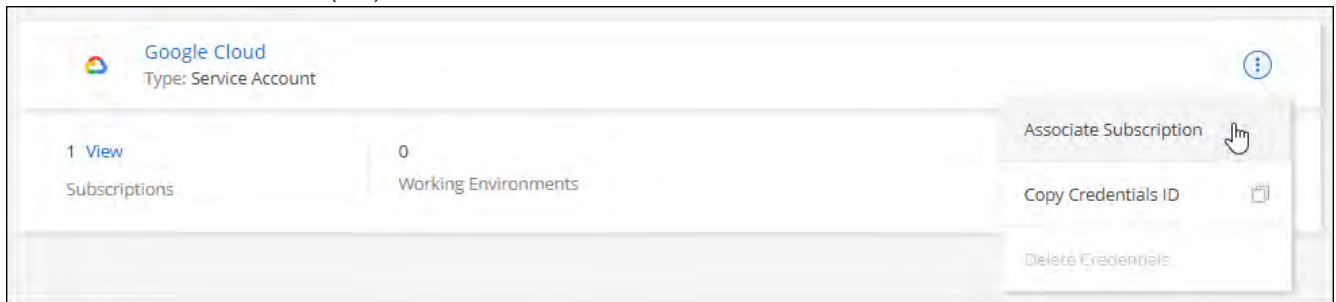 Google Cloud
Type: Service Account
1 View
Subscriptions
0
Working Environments
Associate Subscription
Copy Credentials ID
Delete Credentials